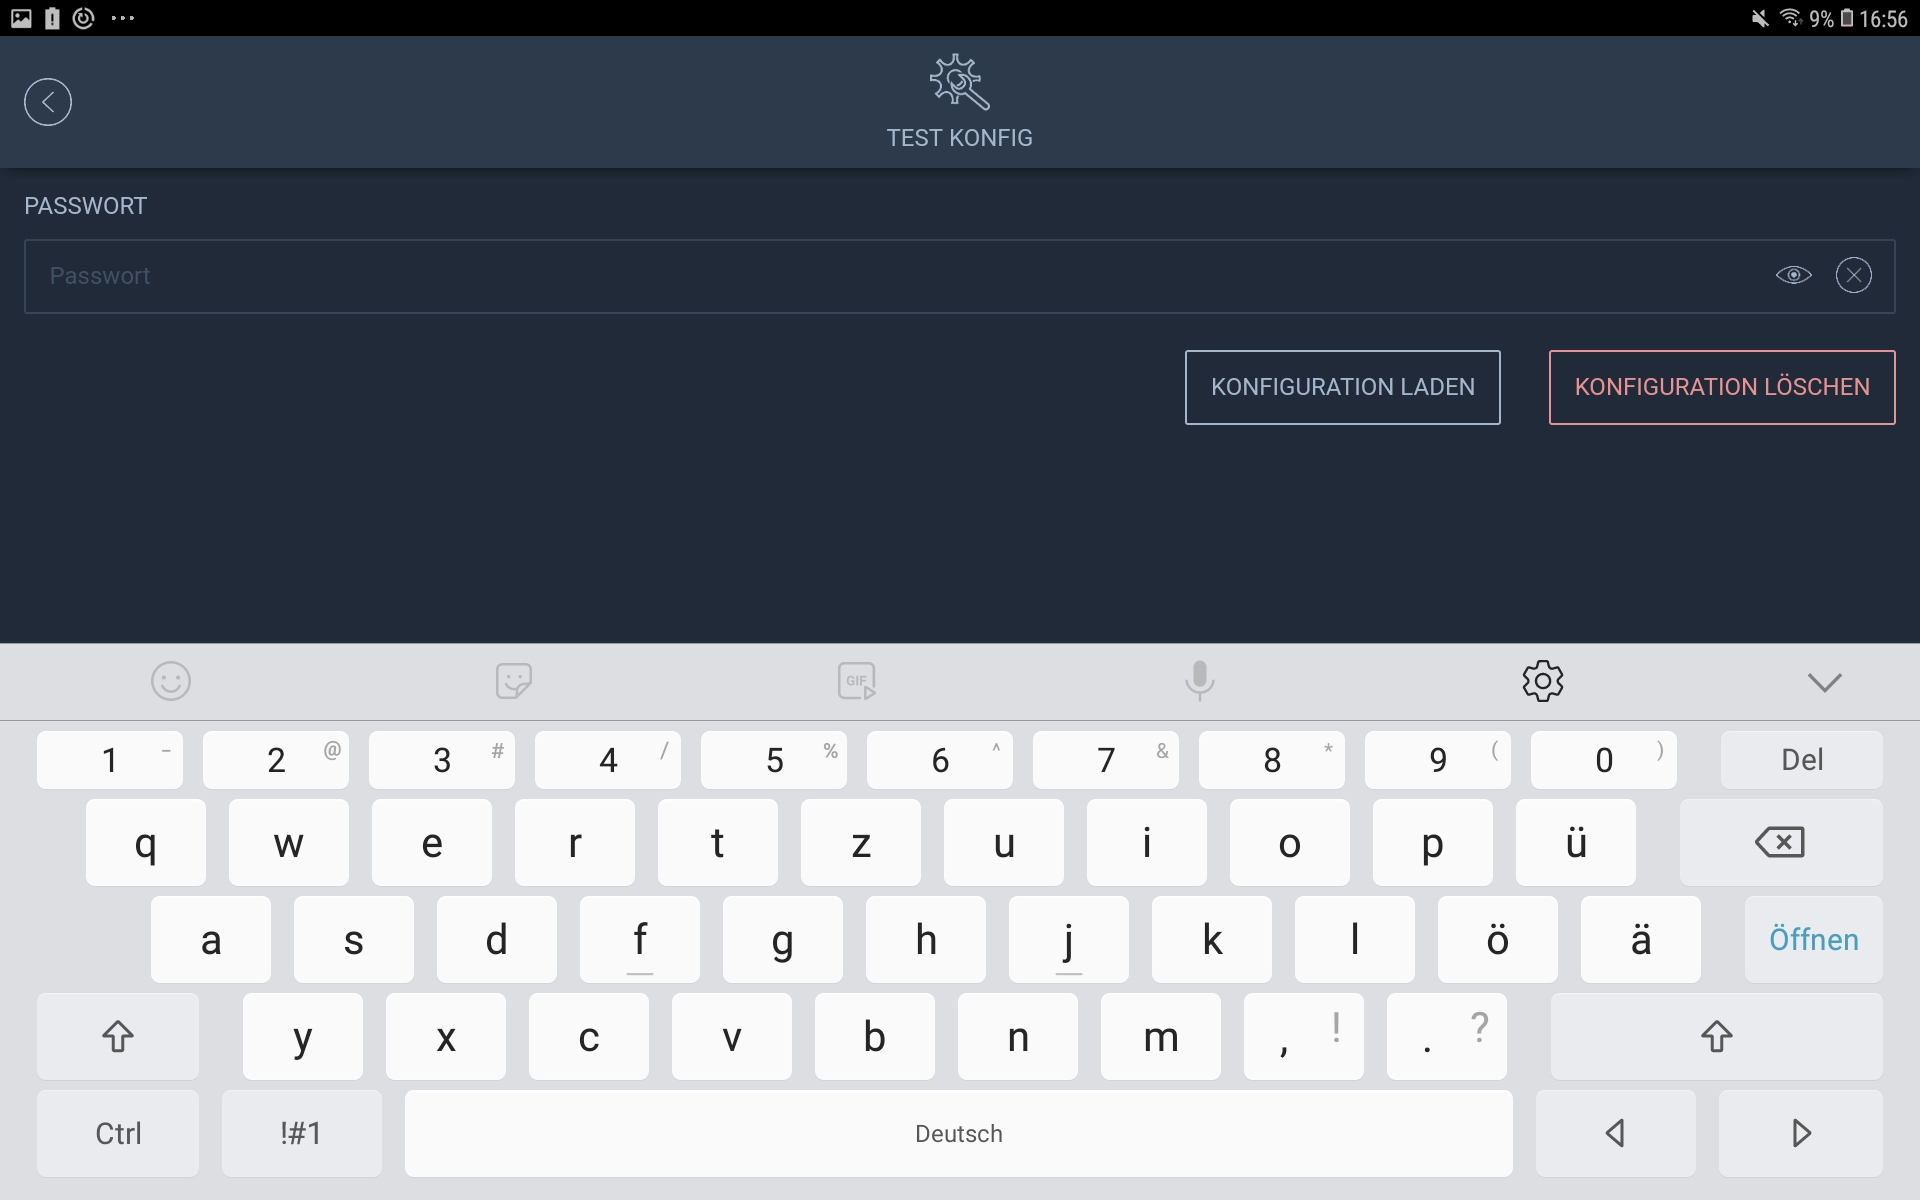 9% 16:56
TEST KONFIG
PASSWORT
Passwort
KONFIGURATION LADEN KONFIGURATION LÖSCHEN
GIF
1 - 2 @ 3 # 4 / 5 % 6 ^ 7 & 8 * 9 ( 0 ) Del
q w e r t z u i o p ü
a s d f g h j k l ö ä Öffnen
y x c v b n m , ! . ?
Ctrl !#1 Deutsch